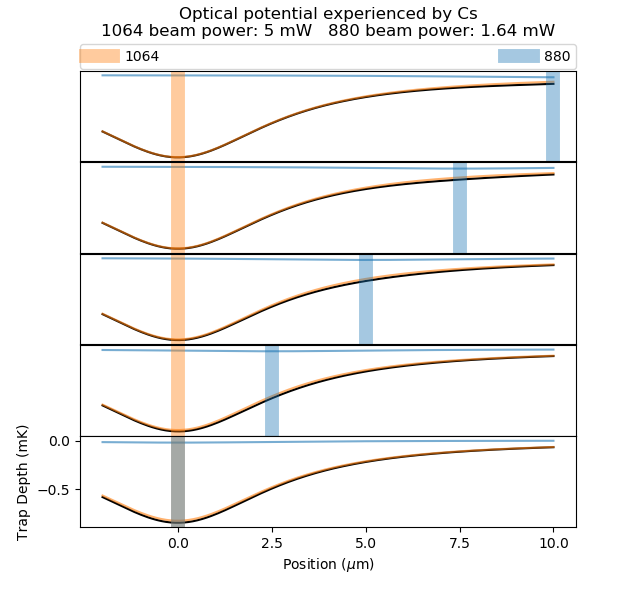 Optical potential experienced by Cs
1064 beam power: 5 mW   880 beam power: 1.64 mW
1064
880
Trap Depth (mK)
0.0
−0.5
0.0
2.5
5.0
7.5
10.0
Position (μm)